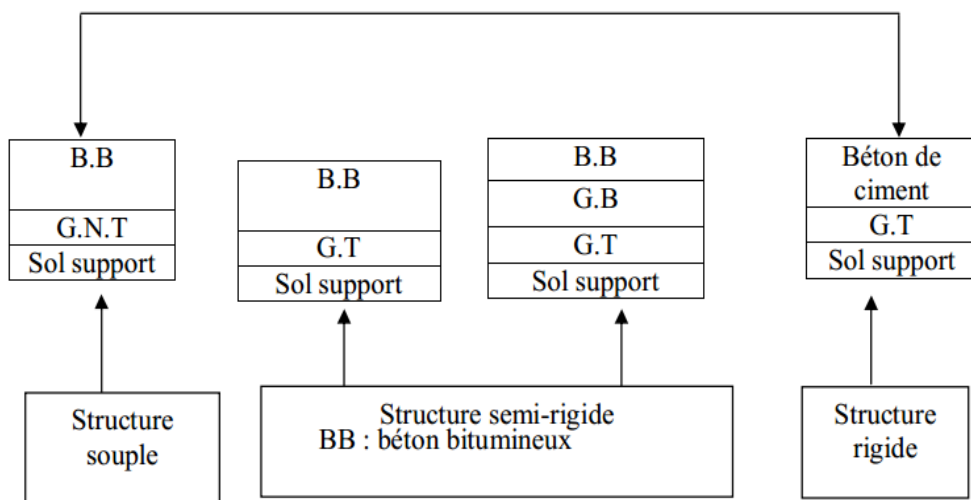 B.B
G.N.T
Sol support
B.B
G.T
Sol support
B.B
G.B
G.T
Sol support
Béton de
ciment
G.T
Sol support
Structure
souple
Structure semi-rigide
BB : béton bitumineux
Structure
rigide